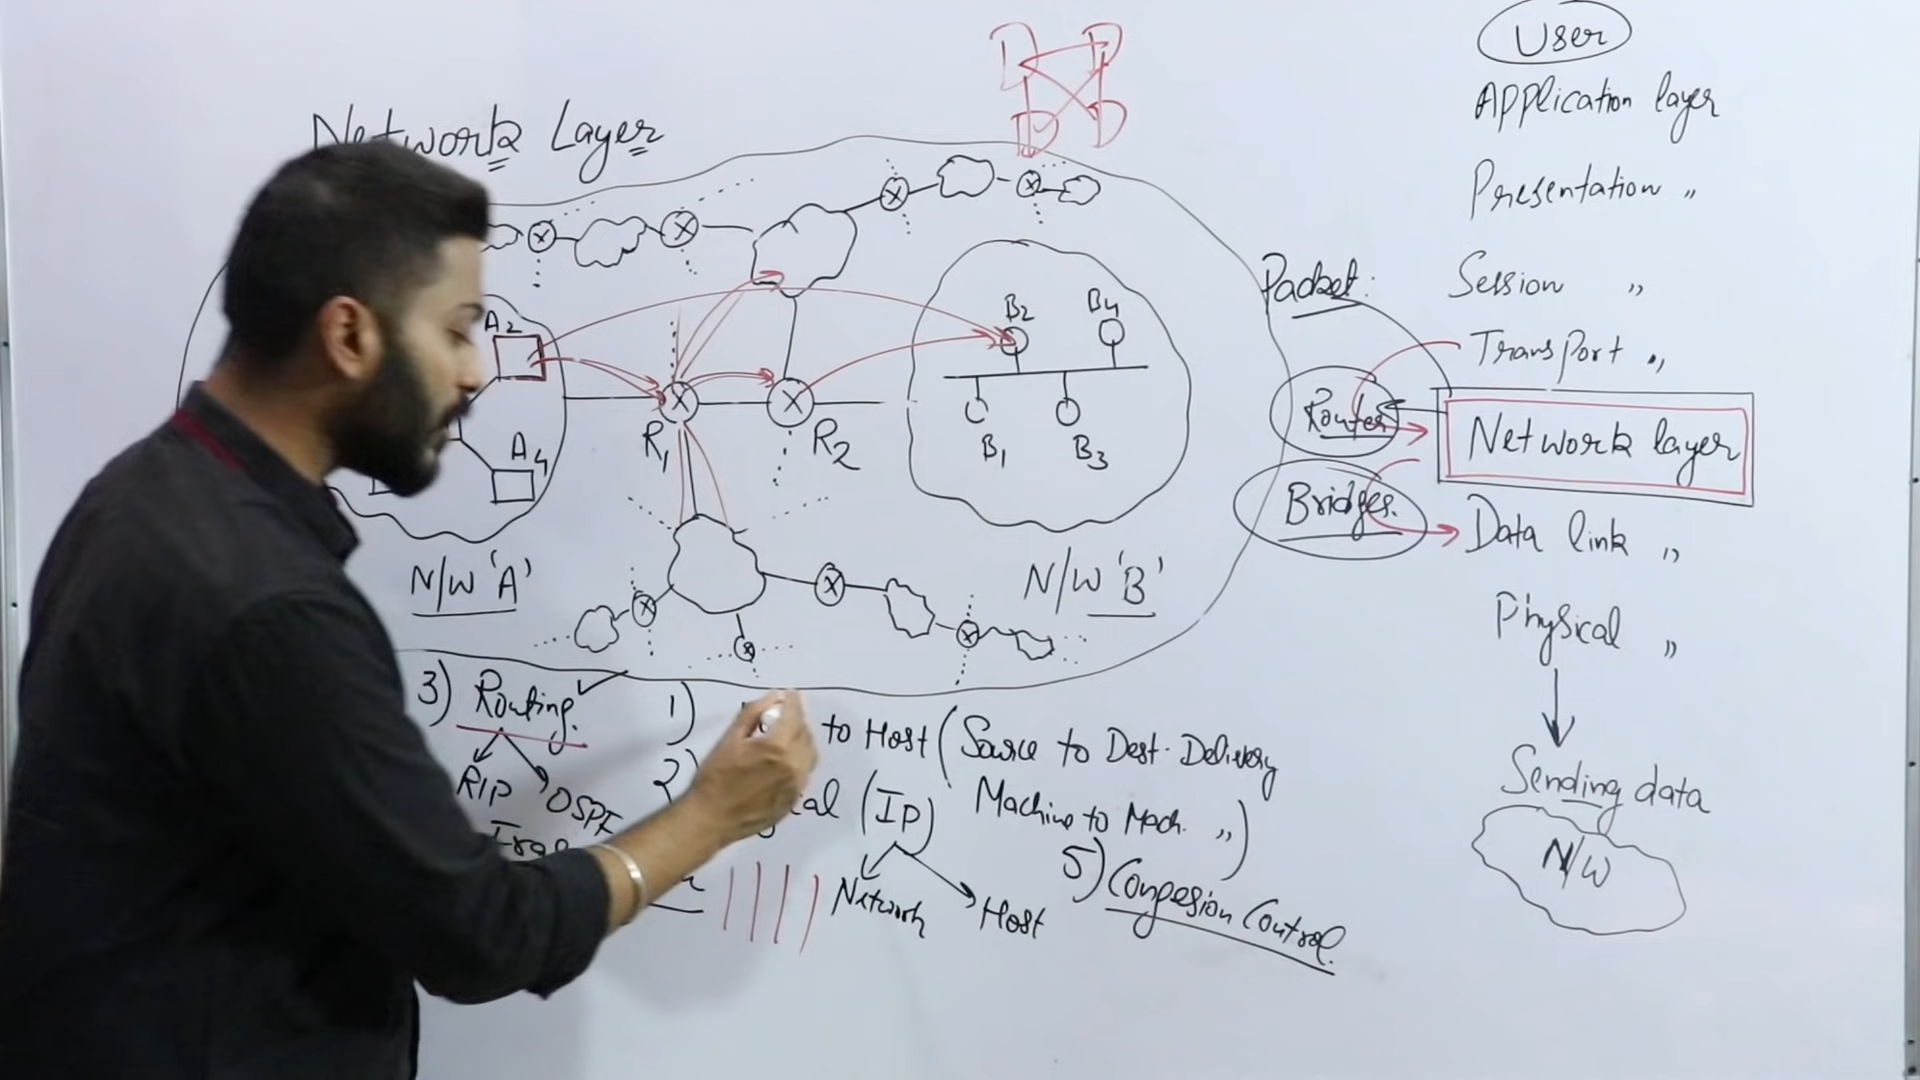 Network Layer
D D
D D
A2
A4
R1
R2
B2
B4
B1
B3
N/W 'A'
N/W 'B'
3) Routing
RIP
OSPF
1) to Host (Source to Dest. Delivery
Machine to Mach. ")
2) (IP)
Network
Host
5) Congesion Control.
User
Application layer
Presentation "
Packet:
Session "
Transport "
Router
Network layer
Bridges.
Data link "
Physical "
Sending data
N/W